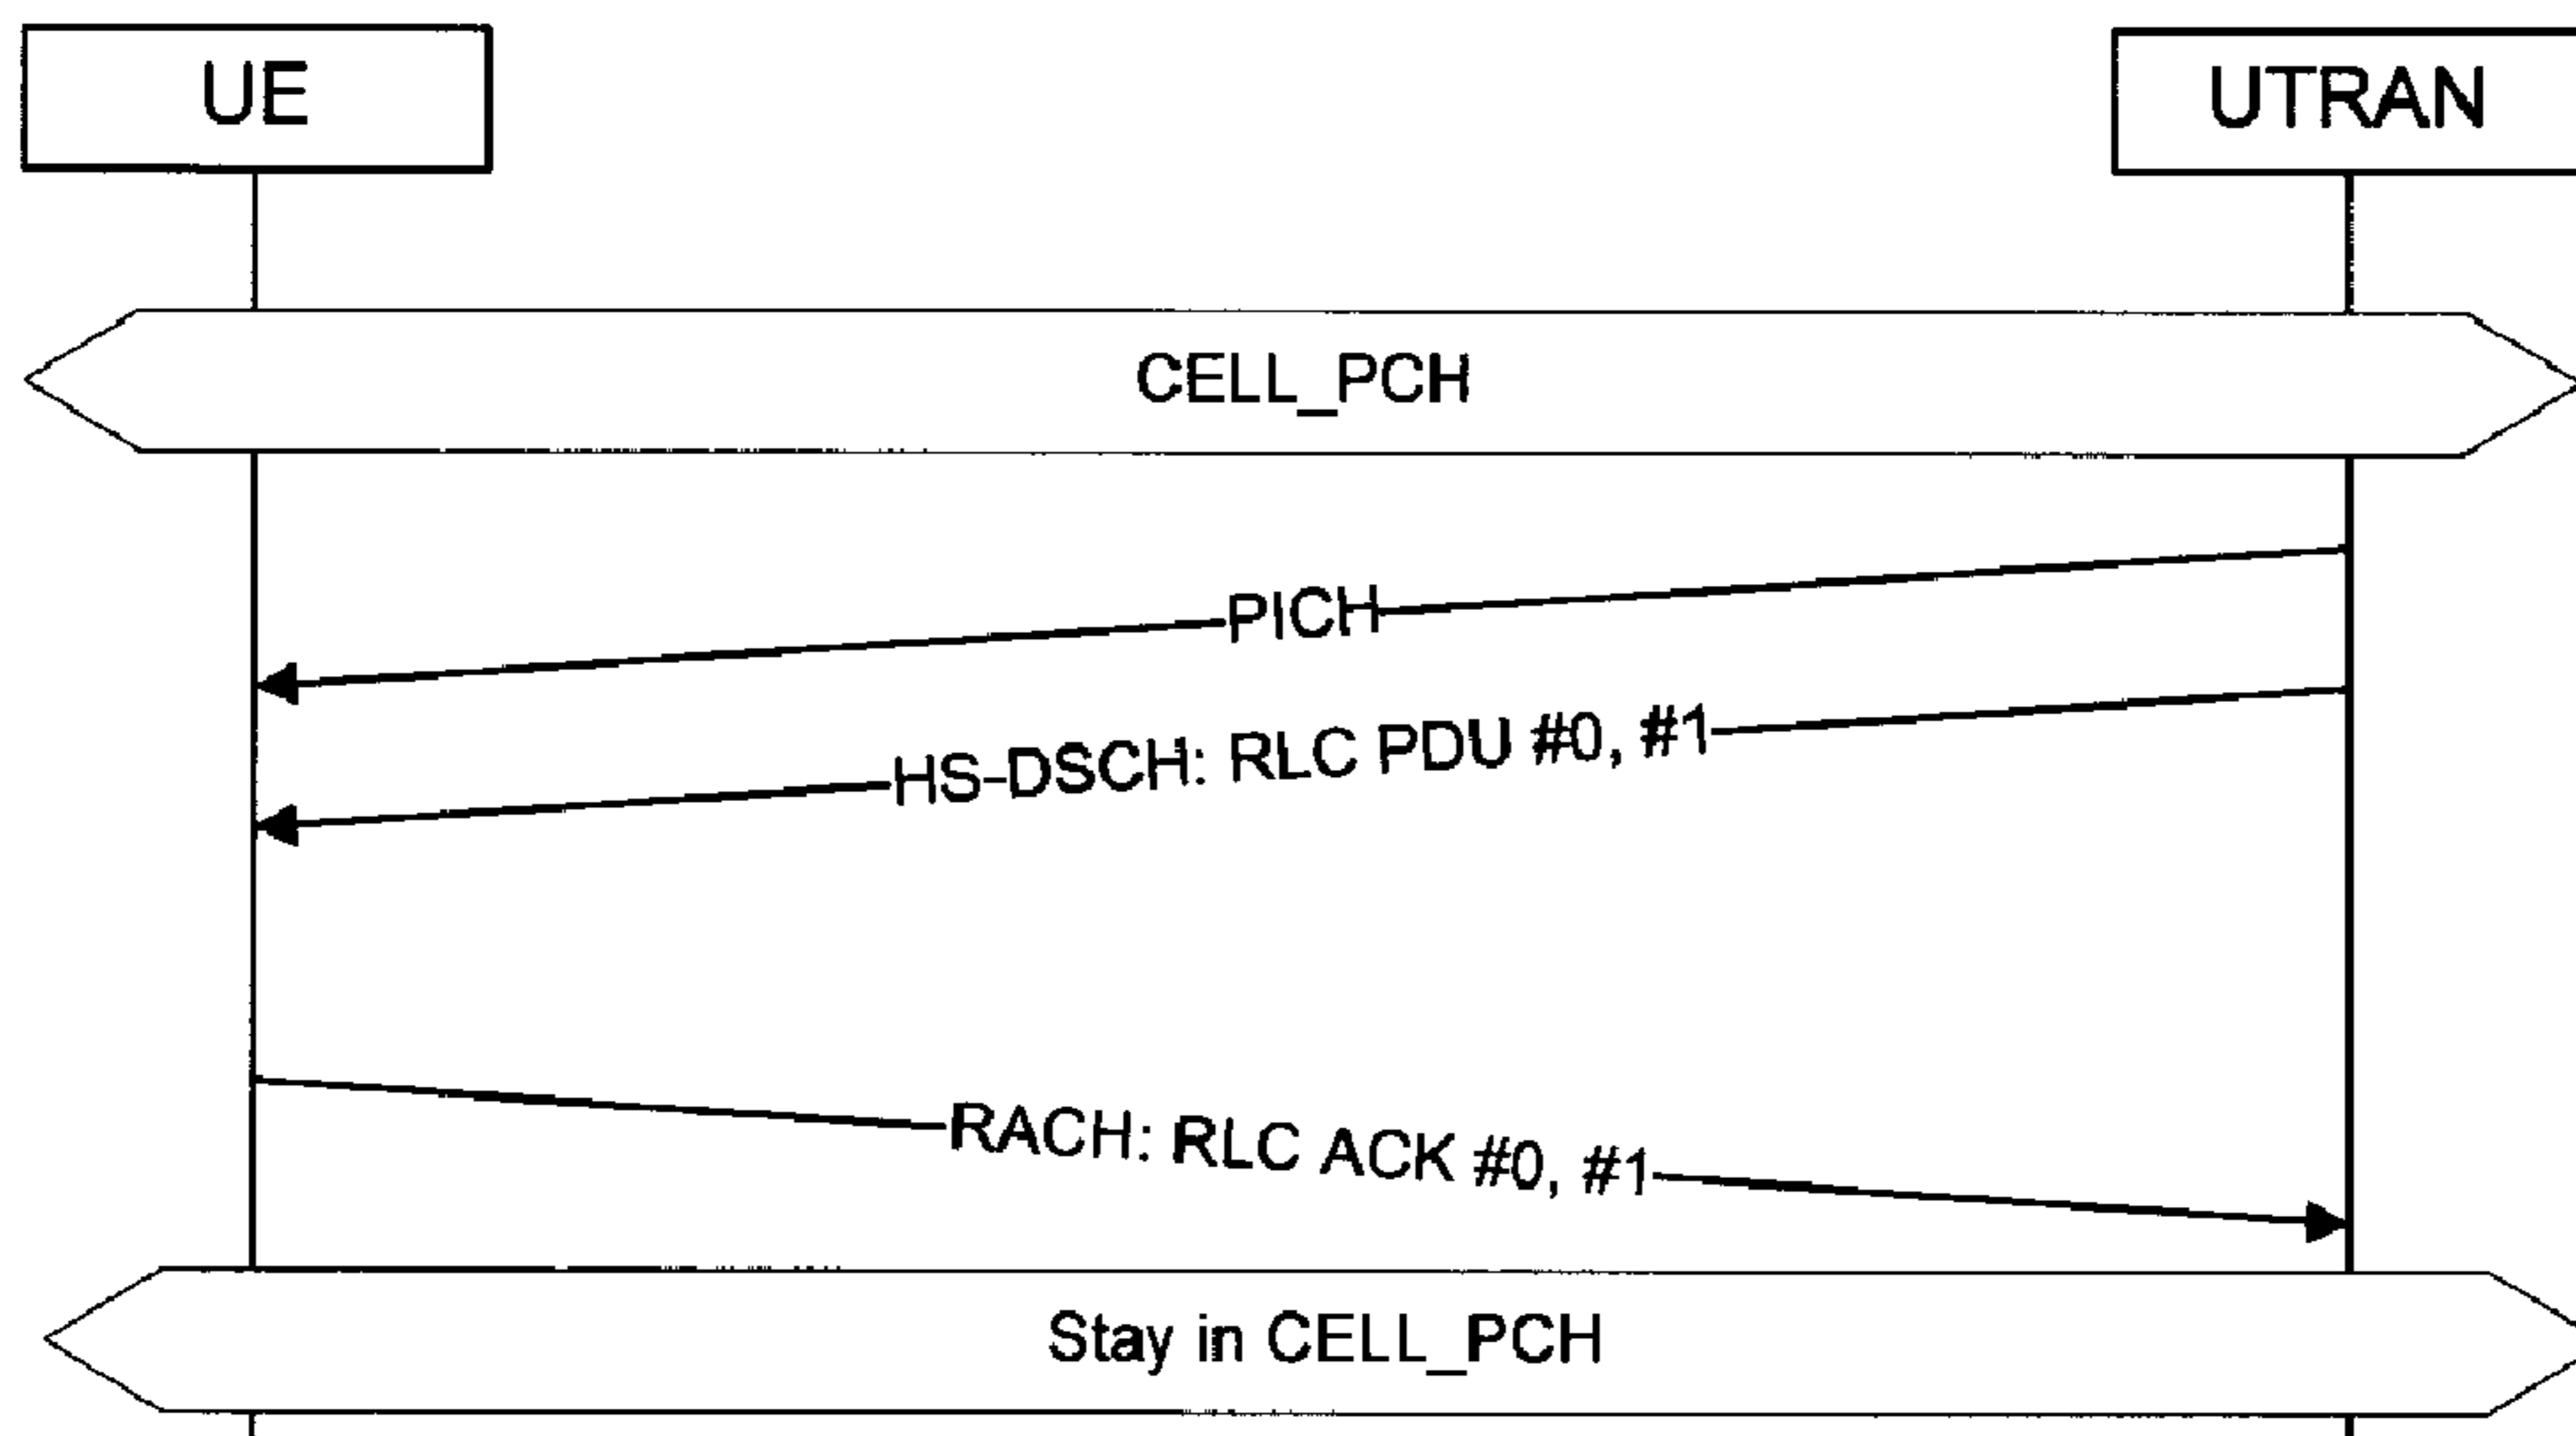 UE
UTRAN
CELL_PCH
PICH
HS-DSCH: RLC PDU #0, #1
RACH: RLC ACK #0, #1
Stay in CELL_PCH